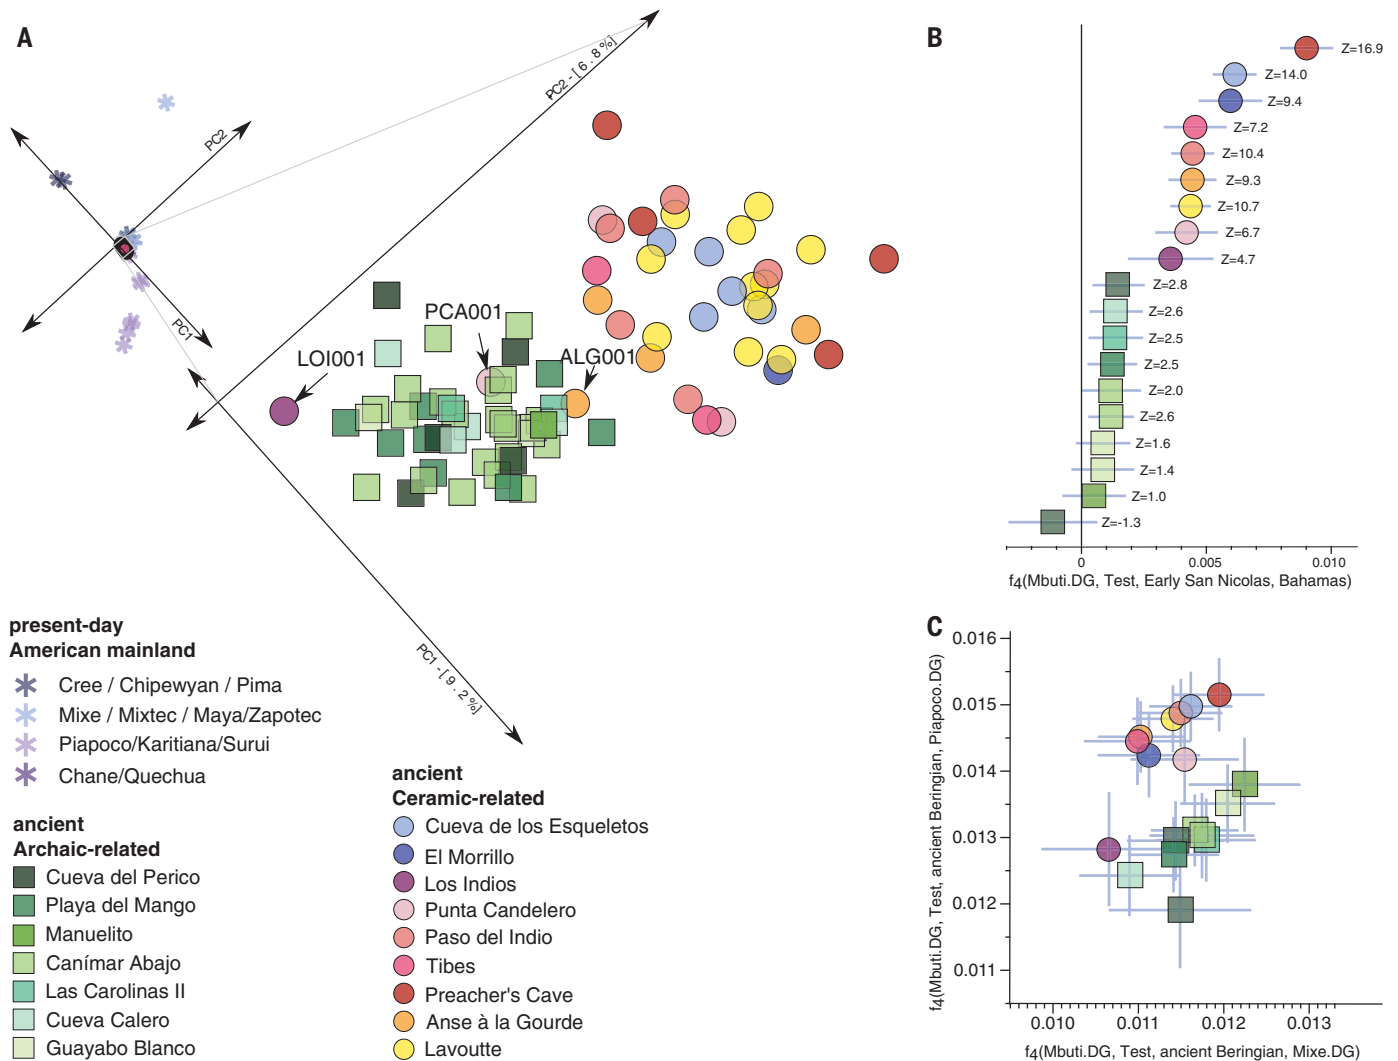 A
PC2 - [ 6 . 8 %]
PC2
PC1
LOI001
PCA001
ALG001
PC1 - [ 9 . 2 %]
present-day
American mainland
Cree / Chipewyan / Pima
Mixe / Mixtec / Maya/Zapotec
Piapoco/Karitiana/Surui
Chane/Quechua
ancient
Archaic-related
Cueva del Perico
Playa del Mango
Manuelito
Canímar Abajo
Las Carolinas II
Cueva Calero
Guayabo Blanco
ancient
Ceramic-related
Cueva de los Esqueletos
El Morrillo
Los Indios
Punta Candelero
Paso del Indio
Tibes
Preacher's Cave
Anse à la Gourde
Lavoutte
B
Z=16.9
Z=14.0
Z=9.4
Z=7.2
Z=10.4
Z=9.3
Z=10.7
Z=6.7
Z=4.7
Z=2.8
Z=2.6
Z=2.5
Z=2.5
Z=2.0
Z=2.6
Z=1.6
Z=1.4
Z=1.0
Z=-1.3
0 0.005 0.010
f4(Mbuti.DG, Test, Early San Nicolas, Bahamas)
C
f4(Mbuti.DG, Test, ancient Beringian, Piapoco.DG)
0.016
0.015
0.014
0.013
0.012
0.011
0.010 0.011 0.012 0.013
f4(Mbuti.DG, Test, ancient Beringian, Mixe.DG)